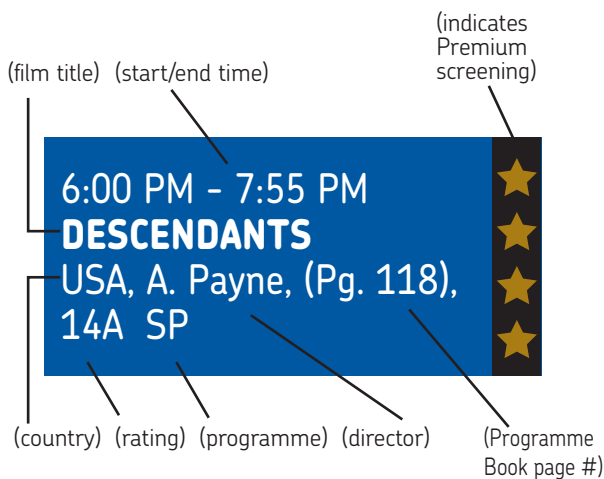 (indicates
Premium
screening)
(film title) (start/end time)
6:00 PM - 7:55 PM
DESCENDANTS
USA, A. Payne, (Pg. 118),
14A SP
(country) (rating) (programme) (director)
(Programme
Book page #)